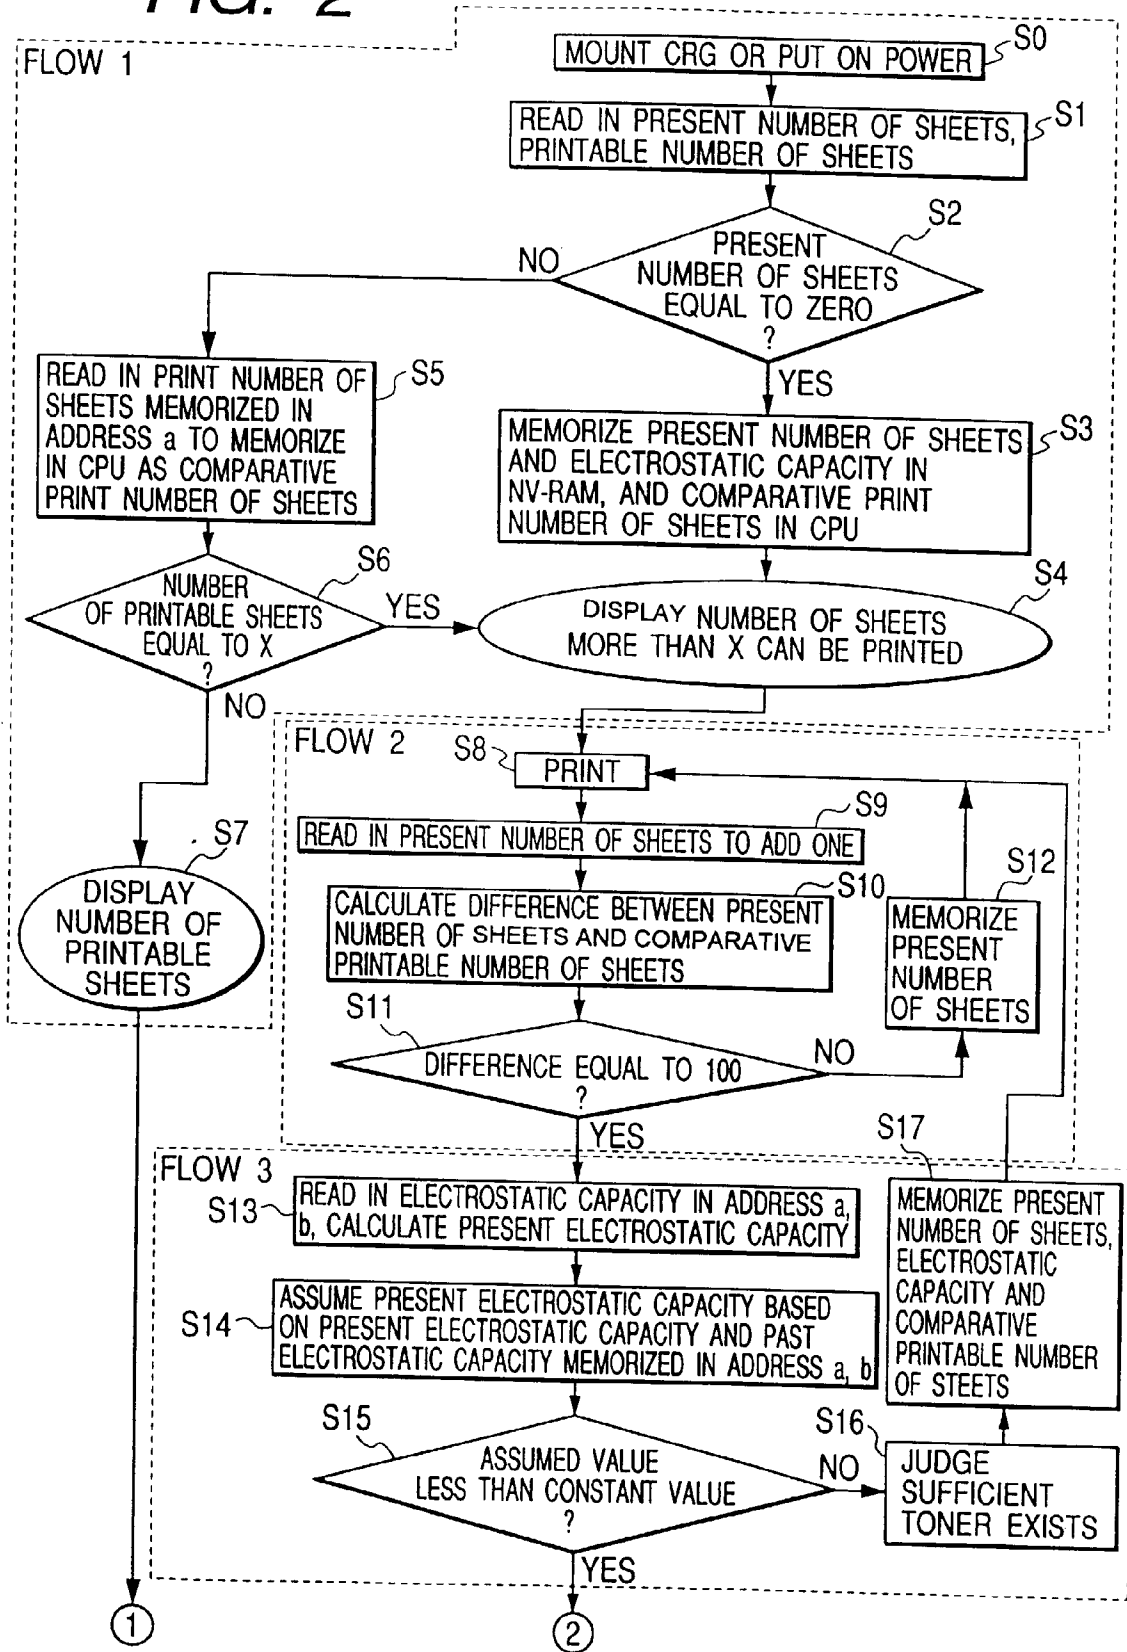 FIG. 2
FLOW 1
MOUNT CRG OR PUT ON POWER
S0
READ IN PRESENT NUMBER OF SHEETS,
PRINTABLE NUMBER OF SHEETS
S1
S2
PRESENT
NUMBER OF SHEETS
EQUAL TO ZERO
?
NO
YES
READ IN PRINT NUMBER OF
SHEETS MEMORIZED IN
ADDRESS a TO MEMORIZE
IN CPU AS COMPARATIVE
PRINT NUMBER OF SHEETS
S5
MEMORIZE PRESENT NUMBER OF SHEETS
AND ELECTROSTATIC CAPACITY IN
NV-RAM, AND COMPARATIVE PRINT
NUMBER OF SHEETS IN CPU
S3
S6
NUMBER
OF PRINTABLE SHEETS
EQUAL TO X
?
YES
NO
S4
DISPLAY NUMBER OF SHEETS
MORE THAN X CAN BE PRINTED
S7
DISPLAY
NUMBER OF
PRINTABLE
SHEETS
FLOW 2
S8
PRINT
S9
READ IN PRESENT NUMBER OF SHEETS TO ADD ONE
S10
CALCULATE DIFFERENCE BETWEEN PRESENT
NUMBER OF SHEETS AND COMPARATIVE
PRINTABLE NUMBER OF SHEETS
S12
MEMORIZE
PRESENT
NUMBER
OF SHEETS
S11
DIFFERENCE EQUAL TO 100
?
NO
YES
FLOW 3
S13
READ IN ELECTROSTATIC CAPACITY IN ADDRESS a,
b, CALCULATE PRESENT ELECTROSTATIC CAPACITY
S14
ASSUME PRESENT ELECTROSTATIC CAPACITY BASED
ON PRESENT ELECTROSTATIC CAPACITY AND PAST
ELECTROSTATIC CAPACITY MEMORIZED IN ADDRESS a, b
S17
MEMORIZE PRESENT
NUMBER OF SHEETS,
ELECTROSTATIC
CAPACITY AND
COMPARATIVE
PRINTABLE NUMBER
OF STEETS
S15
ASSUMED VALUE
LESS THAN CONSTANT VALUE
?
NO
YES
S16
JUDGE
SUFFICIENT
TONER EXISTS
1
2